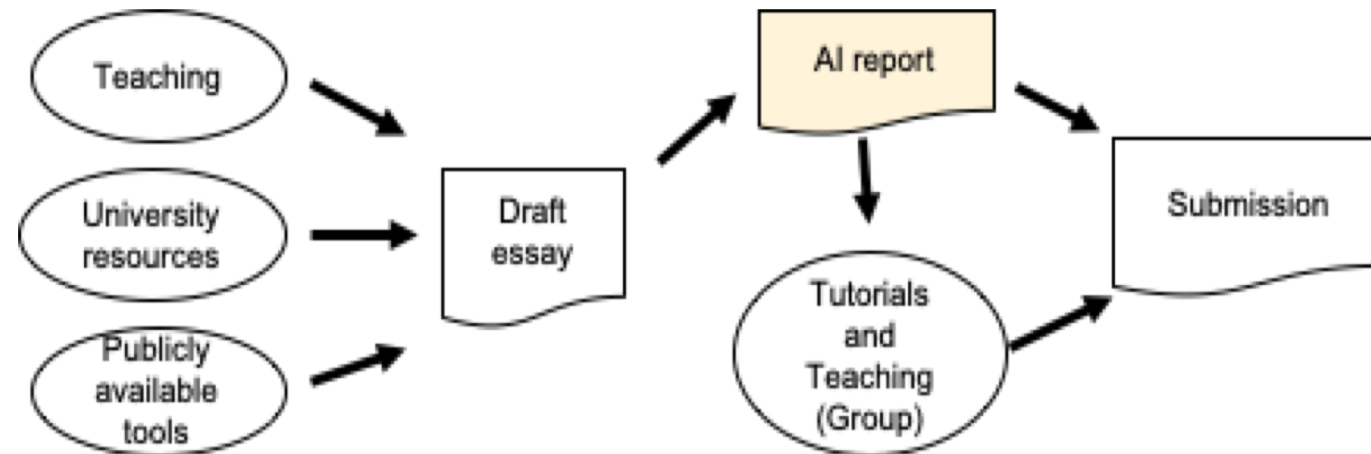 Teaching
University
resources
Publicly
available
tools
Draft
essay
AI report
Tutorials
and
Teaching
(Group)
Submission